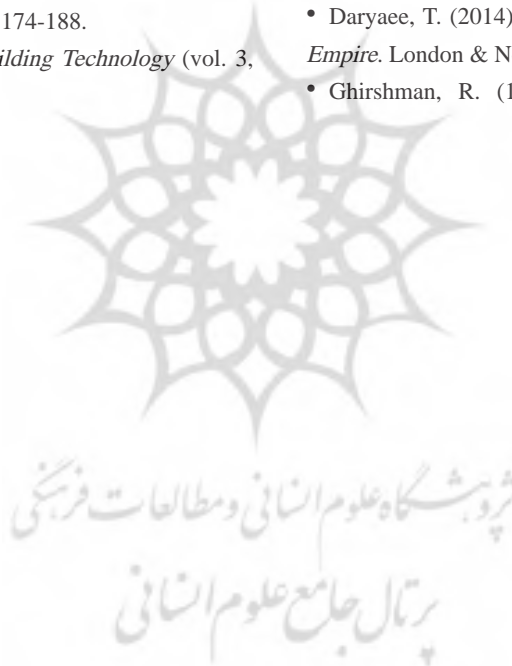 174-188.
ilding Technology (vol. 3,
• Daryaee, T. (2014)
Empire. London & N
• Ghirshman, R. (1
پژوهشگاه علوم انسانی و مطالعات فرهنگی
پرتال جامع علوم انسانی